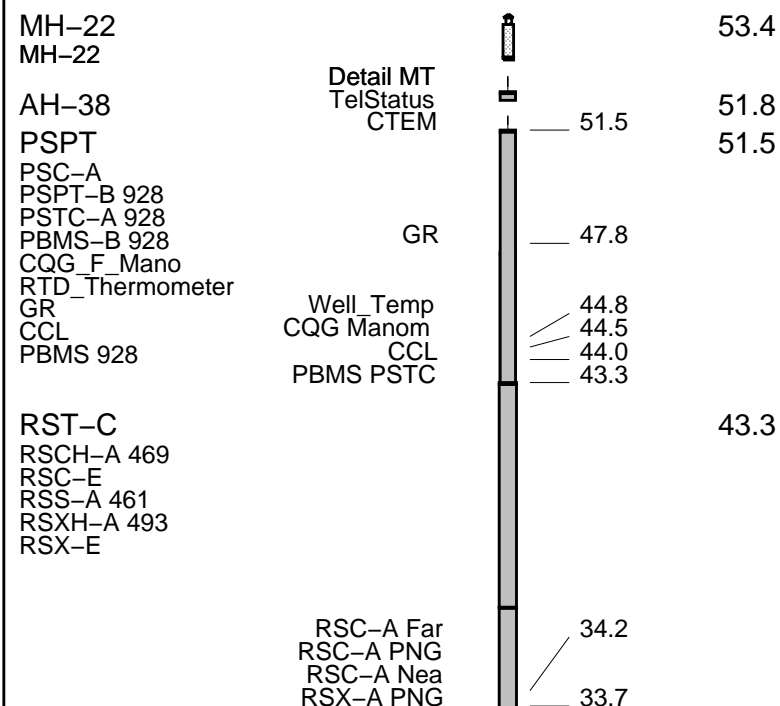 MH−22 53.4
MH−22
Detail MT
TelStatus
AH−38 51.8
CTEM 51.5
PSPT 51.5
PSC−A
PSPT−B 928
PSTC−A 928
PBMS−B 928
GR 47.8
CQG_F_Mano
RTD_Thermometer
GR
Well_Temp 44.8
CCL
CQG Manom 44.5
PBMS 928
CCL 44.0
PBMS PSTC 43.3
RST−C 43.3
RSCH−A 469
RSC−E
RSS−A 461
RSXH−A 493
RSX−E
RSC−A Far 34.2
RSC−A PNG
RSC−A Nea
RSX−A PNG 33.7